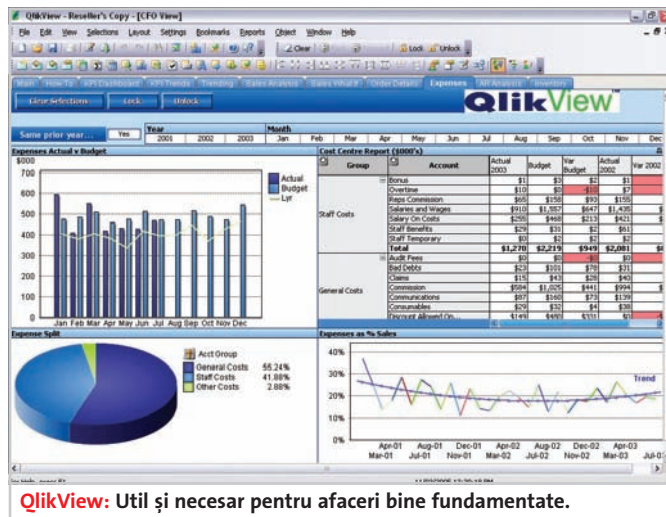 QlikView - Reseller's Copy - [CFO View]
File Edit View Selections Layout Settings Bookmarks Reports Object Window Help
Clear Lock Unlock
Main How To KPI Dashboard KPI Trends Trending Sales Analysis Sales What If Order Details Expenses AR Analysis Inventory
Clear Selections Lock Unlock
QlikView™
Same prior year... Yes
Year
2001 2002 2003
Month
Jan Feb Mar Apr May Jun Jul Aug Sep Oct Nov Dec
Expenses Actual v Budget
$000
700
600
500
400
300
200
100
0
Jan Feb Mar Apr May Jun Jul Aug Sep Oct Nov Dec
Actual
Budget
Lyr
Cost Centre Report ($000's)
Group Account Actual 2003 Budget Var Budget Actual 2002 Var 2002
Staff Costs
Bonus $1 $3 $2 $1
Overtime $10 $0 -$10 $7
Reps Commission $65 $158 $93 $155
Salaries and Wages $910 $1,557 $647 $1,435
Salary On Costs $255 $468 $213 $421
Staff Benefits $29 $31 $2 $61
Staff Temporary $0 $2 $2 $2
Total $1,270 $2,219 $949 $2,081
General Costs
Audit Fees $0 $0 -$0 $0
Bad Debts $23 $101 $78 $31
Claims $15 $43 $28 $40
Commission $584 $1,025 $441 $994
Communications $87 $160 $73 $139
Consumables $29 $32 $4 $38
Discount Allowed On... $149 $480 $331 $0
Expense Split
Acct Group
General Costs 55.24%
Staff Costs 41.88%
Other Costs 2.88%
Expenses as % Sales
40%
30%
20%
10%
Trend
Apr-01 Aug-01 Dec-01 Apr-02 Aug-02 Dec-02 Apr-03
Mar-01 Jul-01 Nov-01 Mar-02 Jul-02 Nov-02 Mar-03
QlikView: Util și necesar pentru afaceri bine fundamentate.